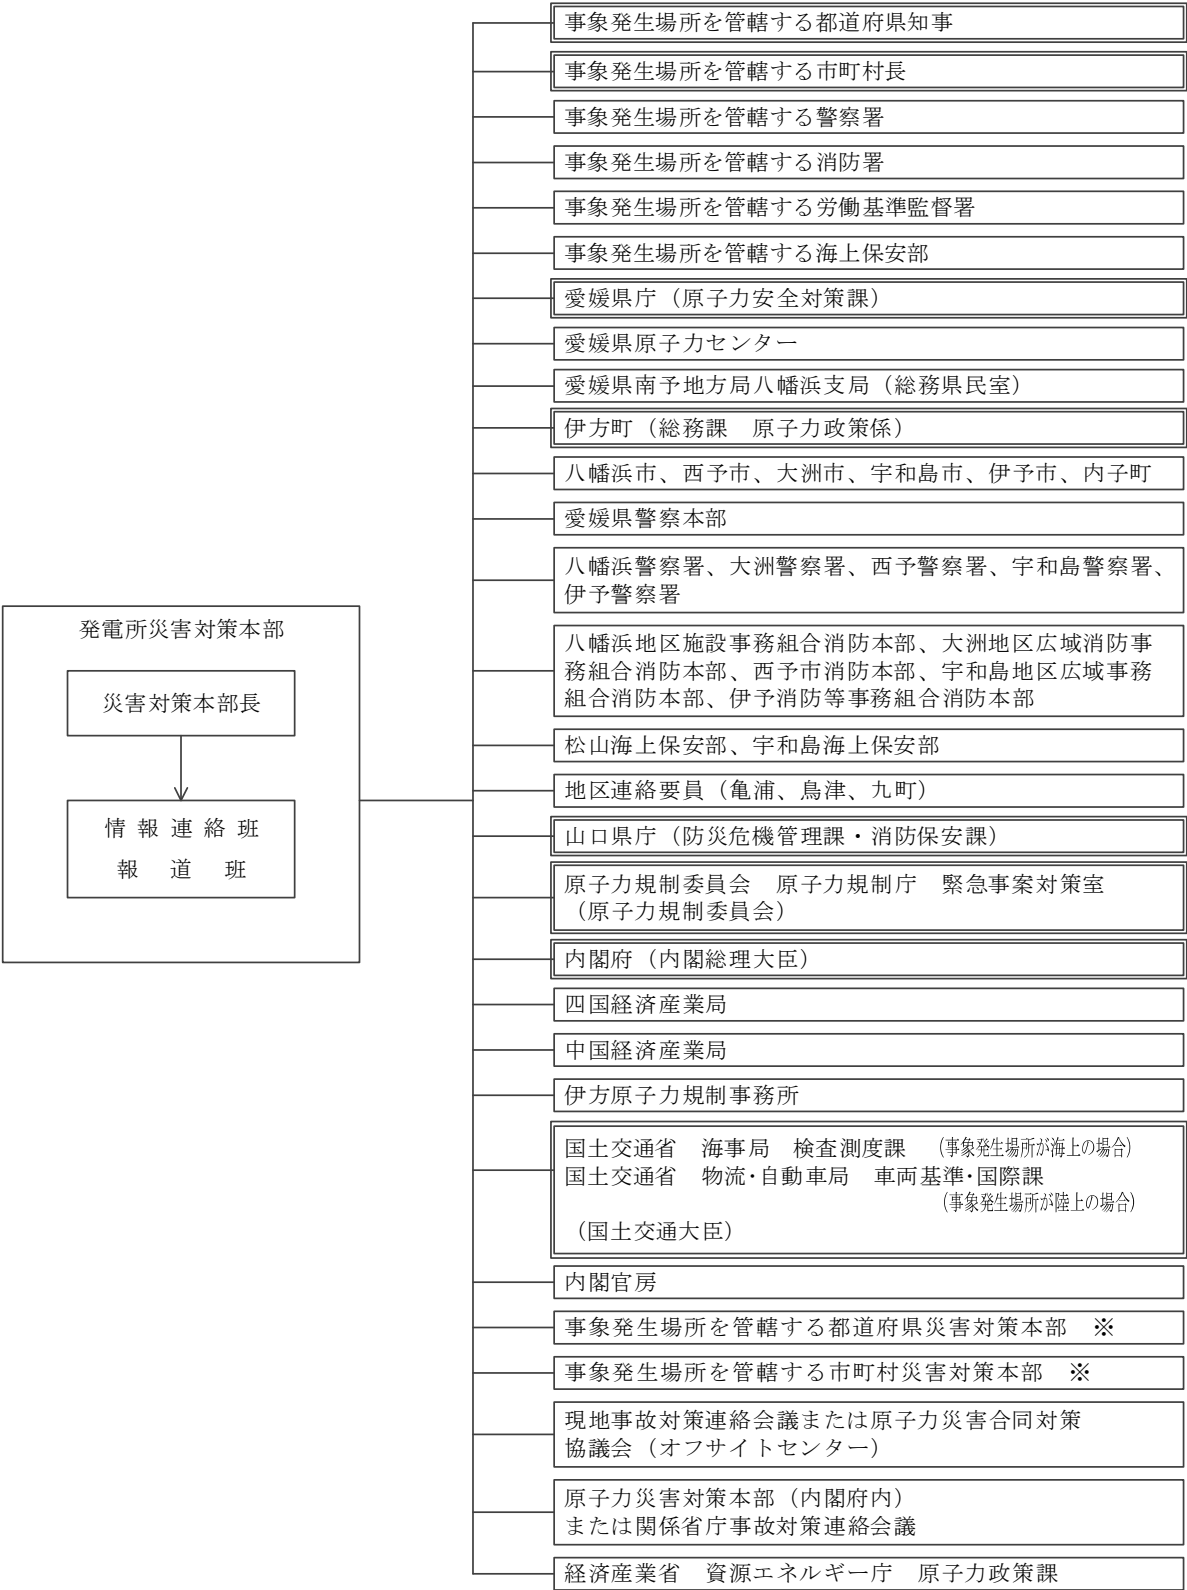 事象発生場所を管轄する都道府県知事
事象発生場所を管轄する市町村長
事象発生場所を管轄する警察署
事象発生場所を管轄する消防署
事象発生場所を管轄する労働基準監督署
事象発生場所を管轄する海上保安部
愛媛県庁（原子力安全対策課）
愛媛県原子力センター
愛媛県南予地方局八幡浜支局（総務県民室）
伊方町（総務課　原子力政策係）
八幡浜市、西予市、大洲市、宇和島市、伊予市、内子町
愛媛県警察本部
八幡浜警察署、大洲警察署、西予警察署、宇和島警察署、
伊予警察署
発電所災害対策本部
災害対策本部長
情報連絡班
報道班
八幡浜地区施設事務組合消防本部、大洲地区広域消防事
務組合消防本部、西予市消防本部、宇和島地区広域事務
組合消防本部、伊予消防等事務組合消防本部
松山海上保安部、宇和島海上保安部
地区連絡要員（亀浦、鳥津、九町）
山口県庁（防災危機管理課・消防保安課）
原子力規制委員会　原子力規制庁　緊急事案対策室
（原子力規制委員会）
内閣府（内閣総理大臣）
四国経済産業局
中国経済産業局
伊方原子力規制事務所
国土交通省　海事局　検査測度課　(事象発生場所が海上の場合)
国土交通省　物流・自動車局　車両基準・国際課
(事象発生場所が陸上の場合)
（国土交通大臣）
内閣官房
事象発生場所を管轄する都道府県災害対策本部　※
事象発生場所を管轄する市町村災害対策本部　※
現地事故対策連絡会議または原子力災害合同対策
協議会（オフサイトセンター）
原子力災害対策本部（内閣府内）
または関係省庁事故対策連絡会議
経済産業省　資源エネルギー庁　原子力政策課